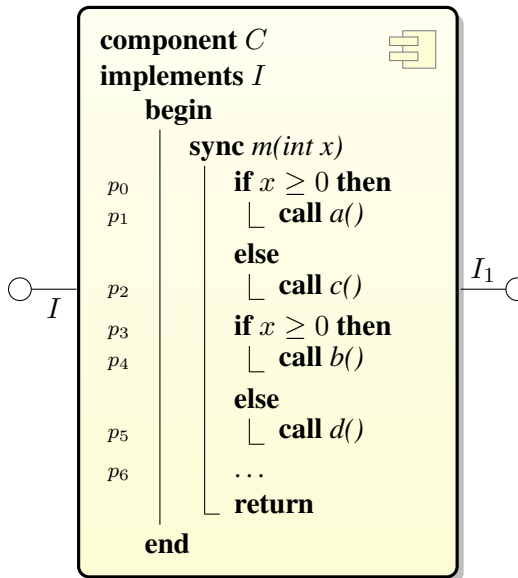 component C
implements I
begin
sync m(int x)
p₀ if x ≥ 0 then
p₁ call a()
else
p₂ call c()
I
I₁
p₃ if x ≥ 0 then
p₄ call b()
else
p₅ call d()
p₆ ...
return
end